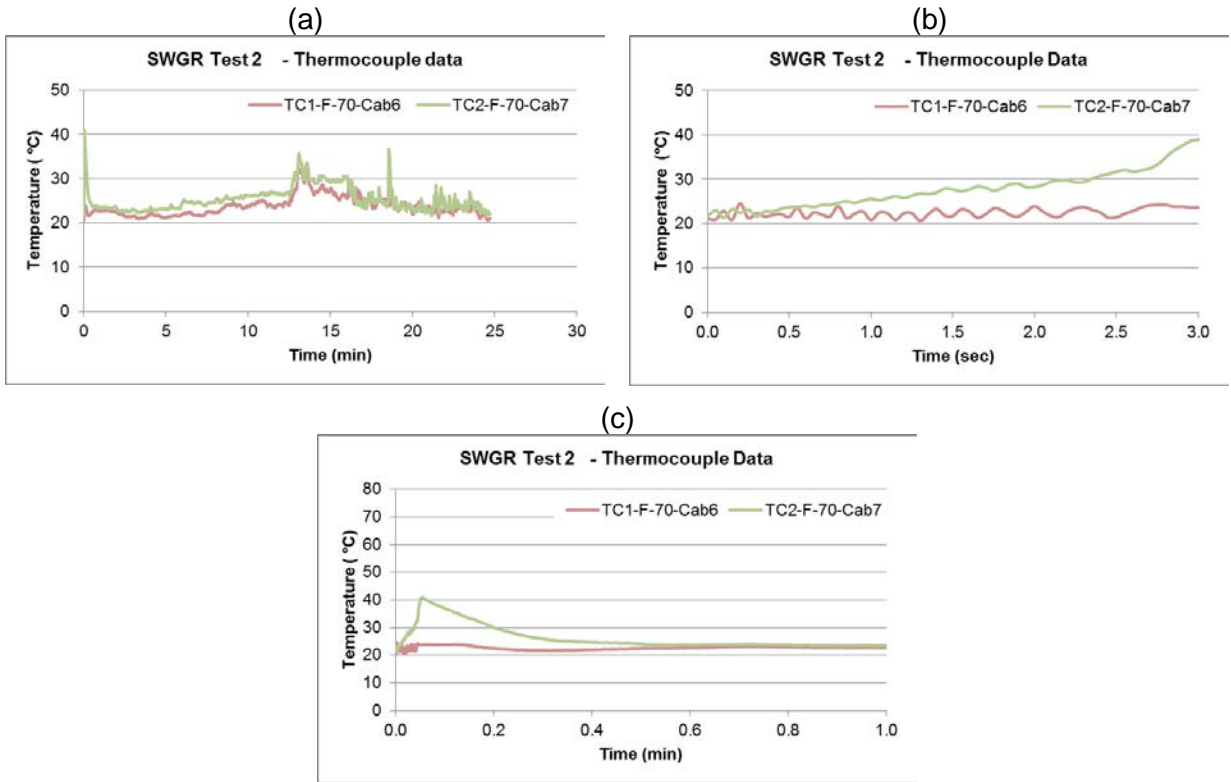 (a)
SWGR Test 2 - Thermocouple data
TC1-F-70-Cab6 TC2-F-70-Cab7
50
40
30
20
10
0
Temperature ( °C)
0 5 10 15 20 25 30
Time (min)
(b)
SWGR Test 2 - Thermocouple Data
TC1-F-70-Cab6 TC2-F-70-Cab7
50
40
30
20
10
0
Temperature (°C)
0.0 0.5 1.0 1.5 2.0 2.5 3.0
Time (sec)
(c)
SWGR Test 2 - Thermocouple Data
TC1-F-70-Cab6 TC2-F-70-Cab7
80
70
60
50
40
30
20
10
0
Temperature ( °C)
0.0 0.2 0.4 0.6 0.8 1.0
Time (min)